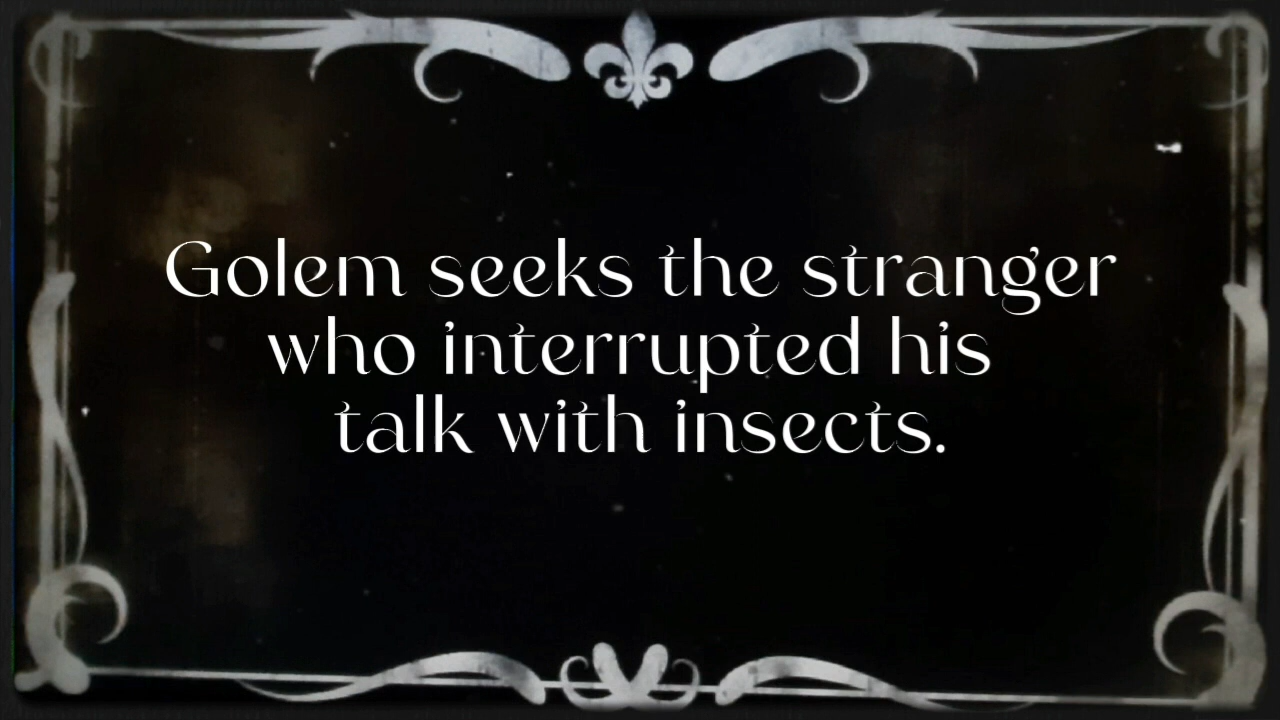 Golem seeks the stranger
who interrupted his
talk with insects.